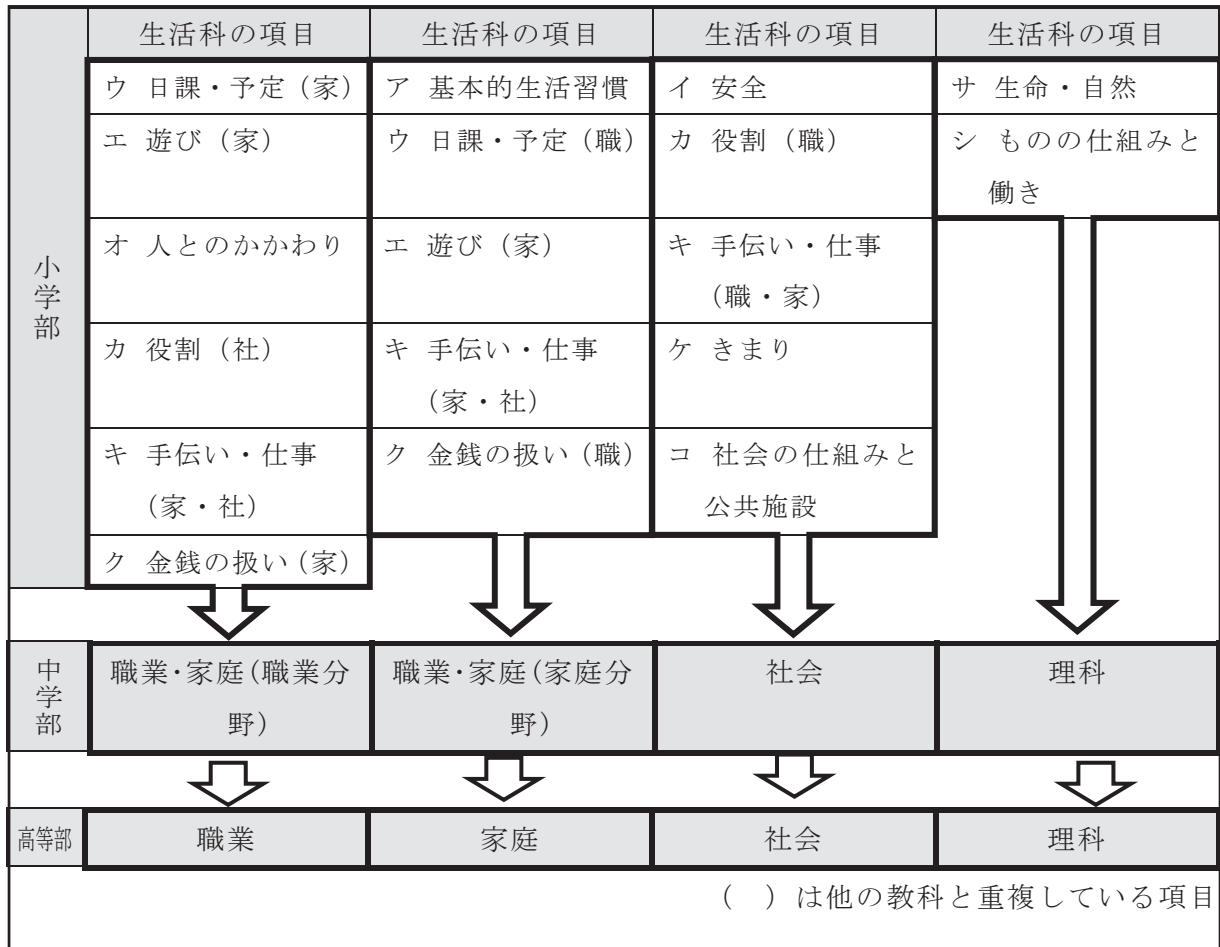 生活科の項目
生活科の項目
生活科の項目
生活科の項目
小学部
ウ 日課・予定（家）
エ 遊び（家）
オ 人とのかかわり
カ 役割（社）
キ 手伝い・仕事
（家・社）
ク 金銭の扱い（家）
ア 基本的生活習慣
ウ 日課・予定（職）
エ 遊び（家）
キ 手伝い・仕事
（家・社）
ク 金銭の扱い（職）
イ 安全
カ 役割（職）
キ 手伝い・仕事
（職・家）
ケ きまり
コ 社会の仕組みと
公共施設
サ 生命・自然
シ ものの仕組みと
働き
中学部
職業・家庭（職業分
野）
職業・家庭（家庭分
野）
社会
理科
高等部
職業
家庭
社会
理科
（　）は他の教科と重複している項目